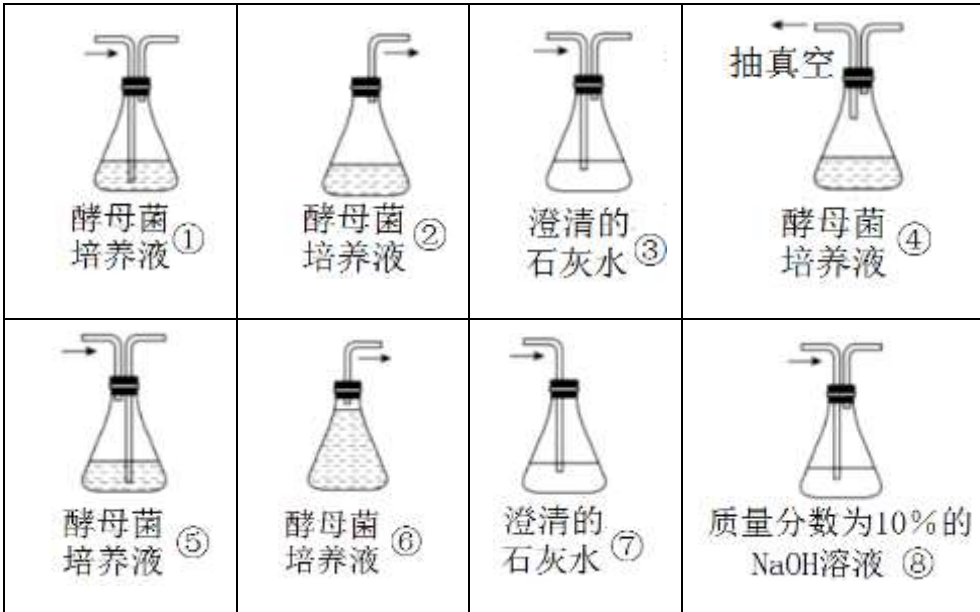 酵母菌
培养液①
酵母菌
培养液②
澄清的
石灰水③
抽真空
酵母菌
培养液④
酵母菌
培养液⑤
酵母菌
培养液⑥
澄清的
石灰水⑦
质量分数为10%的
NaOH溶液 ⑧